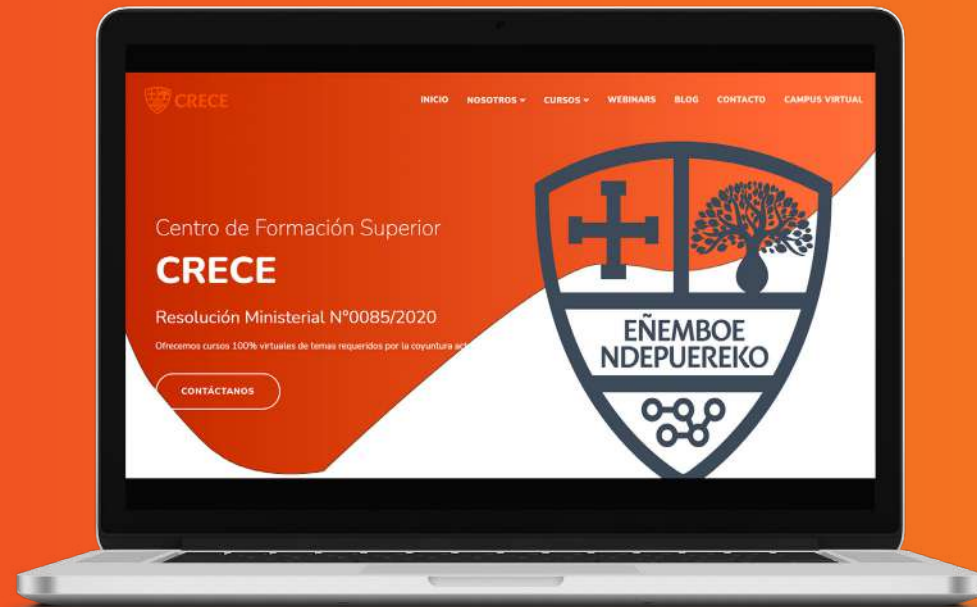 CRECE
INICIO NOSOTROS CURSOS WEBINARS BLOG CONTACTO CAMPUS VIRTUAL
Centro de Formación Superior
CRECE
Resolución Ministerial N°0085/2020
Ofrecemos cursos 100% virtuales de temas requeridos por la coyuntura
CONTÁCTANOS
EÑEMBOE
NDEPUEREKO